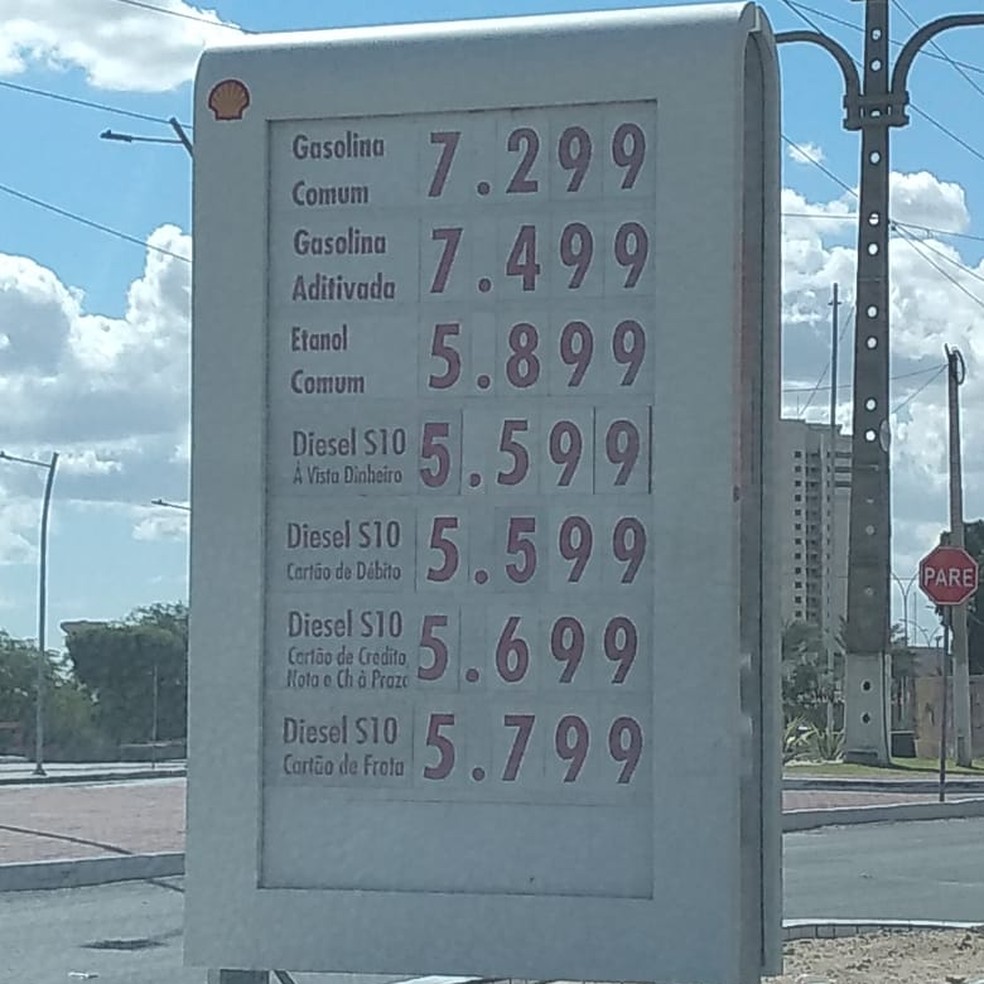 Gasolina
Comum 7.299
Gasolina
Aditivada 7.499
Etanol
Comum 5.899
Diesel S10 5.599
À Vista Dinheiro
Diesel S10 5.599
Cartão de Débito
Diesel S10 5.699
Cartão de Crédito
Nota e Ch à Prazo
Diesel S10 5.799
Cartão de Frota
PARE